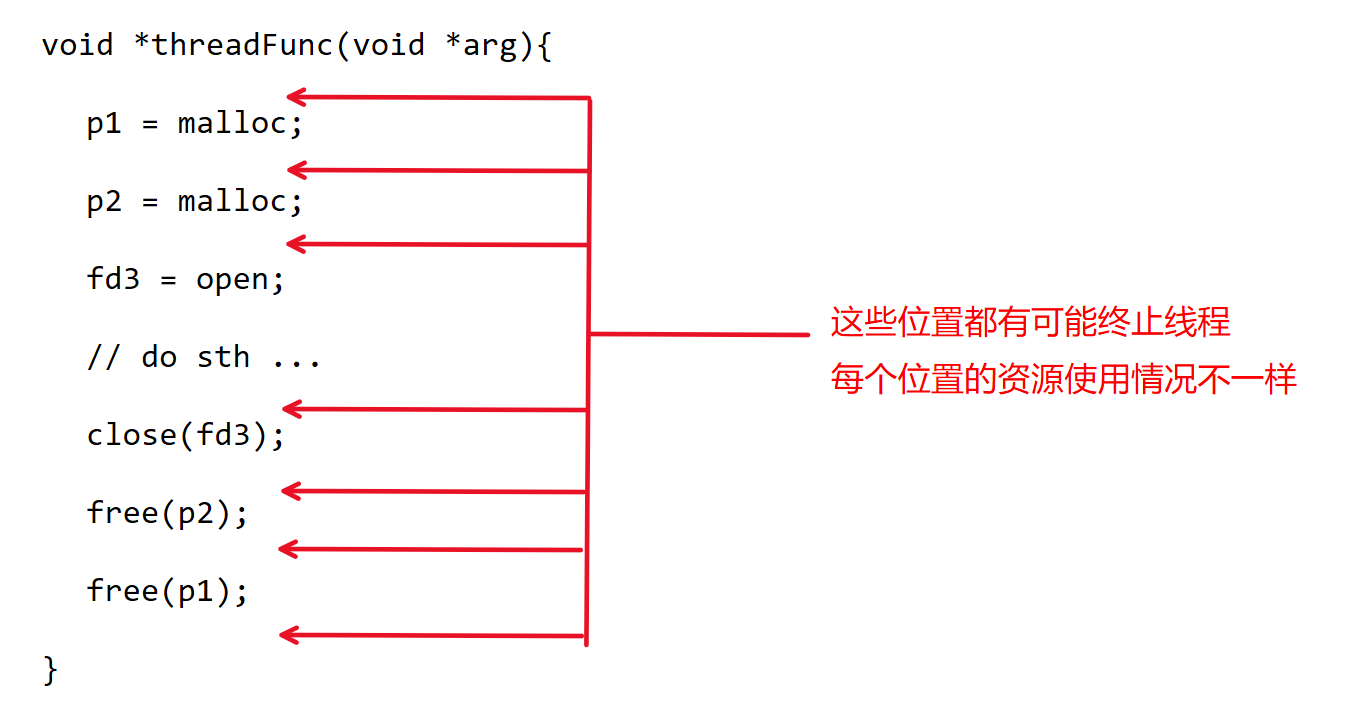 void *threadFunc(void *arg){
p1 = malloc;
p2 = malloc;
fd3 = open;
// do sth ...
这些位置都有可能终止线程
每个位置的资源使用情况不一样
close(fd3);
free(p2);
free(p1);
}